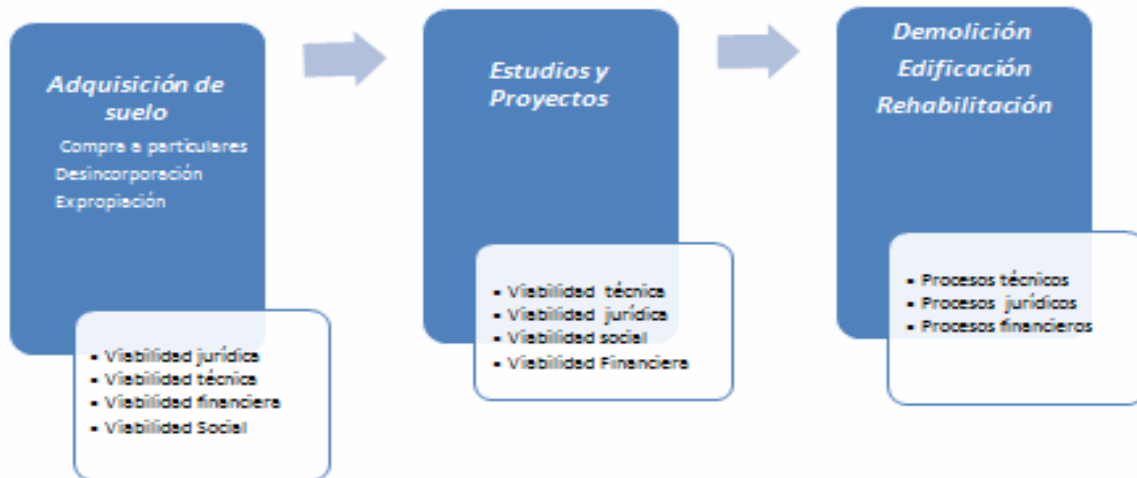 Adquisición de
suelo
Compra a particulares
Desincorporación
Expropiación
• Viabilidad jurídica
• Viabilidad técnica
• Viabilidad financiera
• Viabilidad Social
Estudios y
Proyectos
• Viabilidad técnica
• Viabilidad jurídica
• Viabilidad social
• Viabilidad Financiera
Demolición
Edificación
Rehabilitación
• Procesos técnicos
• Procesos jurídicos
• Procesos financieros